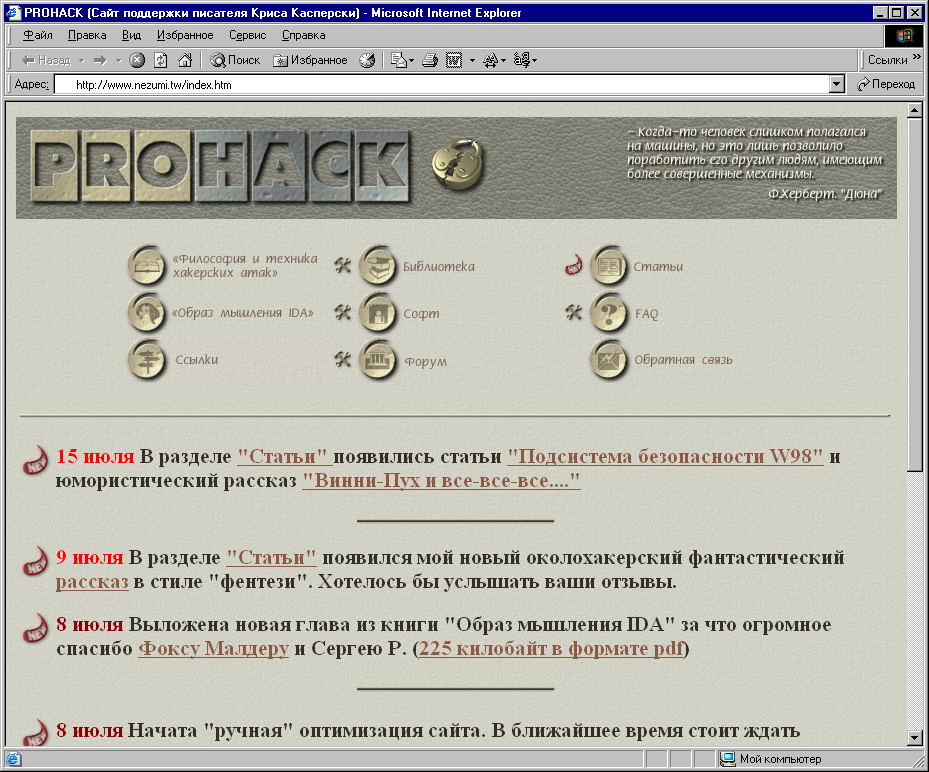 PROHACK (Сайт поддержки писателя Криса Касперски) - Microsoft Internet Explorer
Файл Правка Вид Избранное Сервис Справка
Назад Поиск Избранное Ссылки »
Адрес: http://www.nezumi.tw/index.htm Переход
PROHACK
– Когда-то человек слишком полагался
на машины, но это лишь позволило
поработить его другим людям, имеющим
более совершенные механизмы.
Ф.Херберт. "Дюна"
«Философия и техника
хакерских атак»
Библиотека
Статьи
«Образ мышления IDA»
Софт
FAQ
Ссылки
Форум
Обратная связь
NEW 15 июля В разделе "Статьи" появились статьи "Подсистема безопасности W98" и
юмористический рассказ "Винни-Пух и все-все-все...."
NEW 9 июля В разделе "Статьи" появился мой новый околохакерский фантастический
рассказ в стиле "фентези". Хотелось бы услышать ваши отзывы.
NEW 8 июля Выложена новая глава из книги "Образ мышления IDA" за что огромное
спасибо Фоксу Малдеру и Сергею Р. (225 килобайт в формате pdf)
NEW 8 июля Начата "ручная" оптимизация сайта. В ближайшее время стоит ждать
Мой компьютер